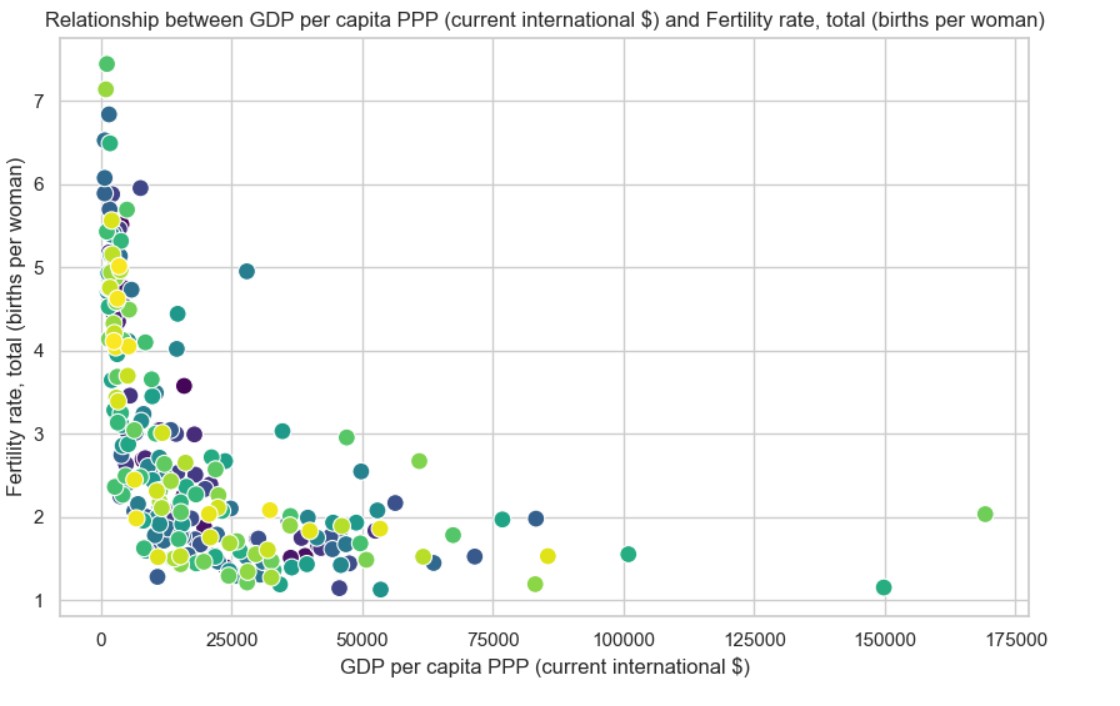 Relationship between GDP per capita PPP (current international $) and Fertility rate, total (births per woman)
7
6
5
4
3
2
1
Fertility rate, total (births per woman)
0 25000 50000 75000 100000 125000 150000 175000
GDP per capita PPP (current international $)